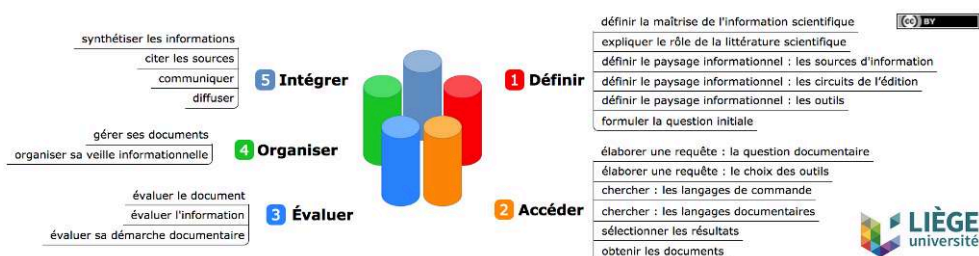 1 Définir
définir la maîtrise de l'information scientifique
expliquer le rôle de la littérature scientifique
définir le paysage informationnel : les sources d'information
définir le paysage informationnel : les circuits de l'édition
définir le paysage informationnel : les outils
formuler la question initiale
2 Accéder
élaborer une requête : la question documentaire
élaborer une requête : le choix des outils
chercher : les langages de commande
chercher : les langages documentaires
sélectionner les résultats
obtenir les documents
3 Évaluer
évaluer le document
évaluer l'information
évaluer sa démarche documentaire
4 Organiser
gérer ses documents
organiser sa veille informationnelle
5 Intégrer
synthétiser les informations
citer les sources
communiquer
diffuser
cc BY
LIÈGE
université